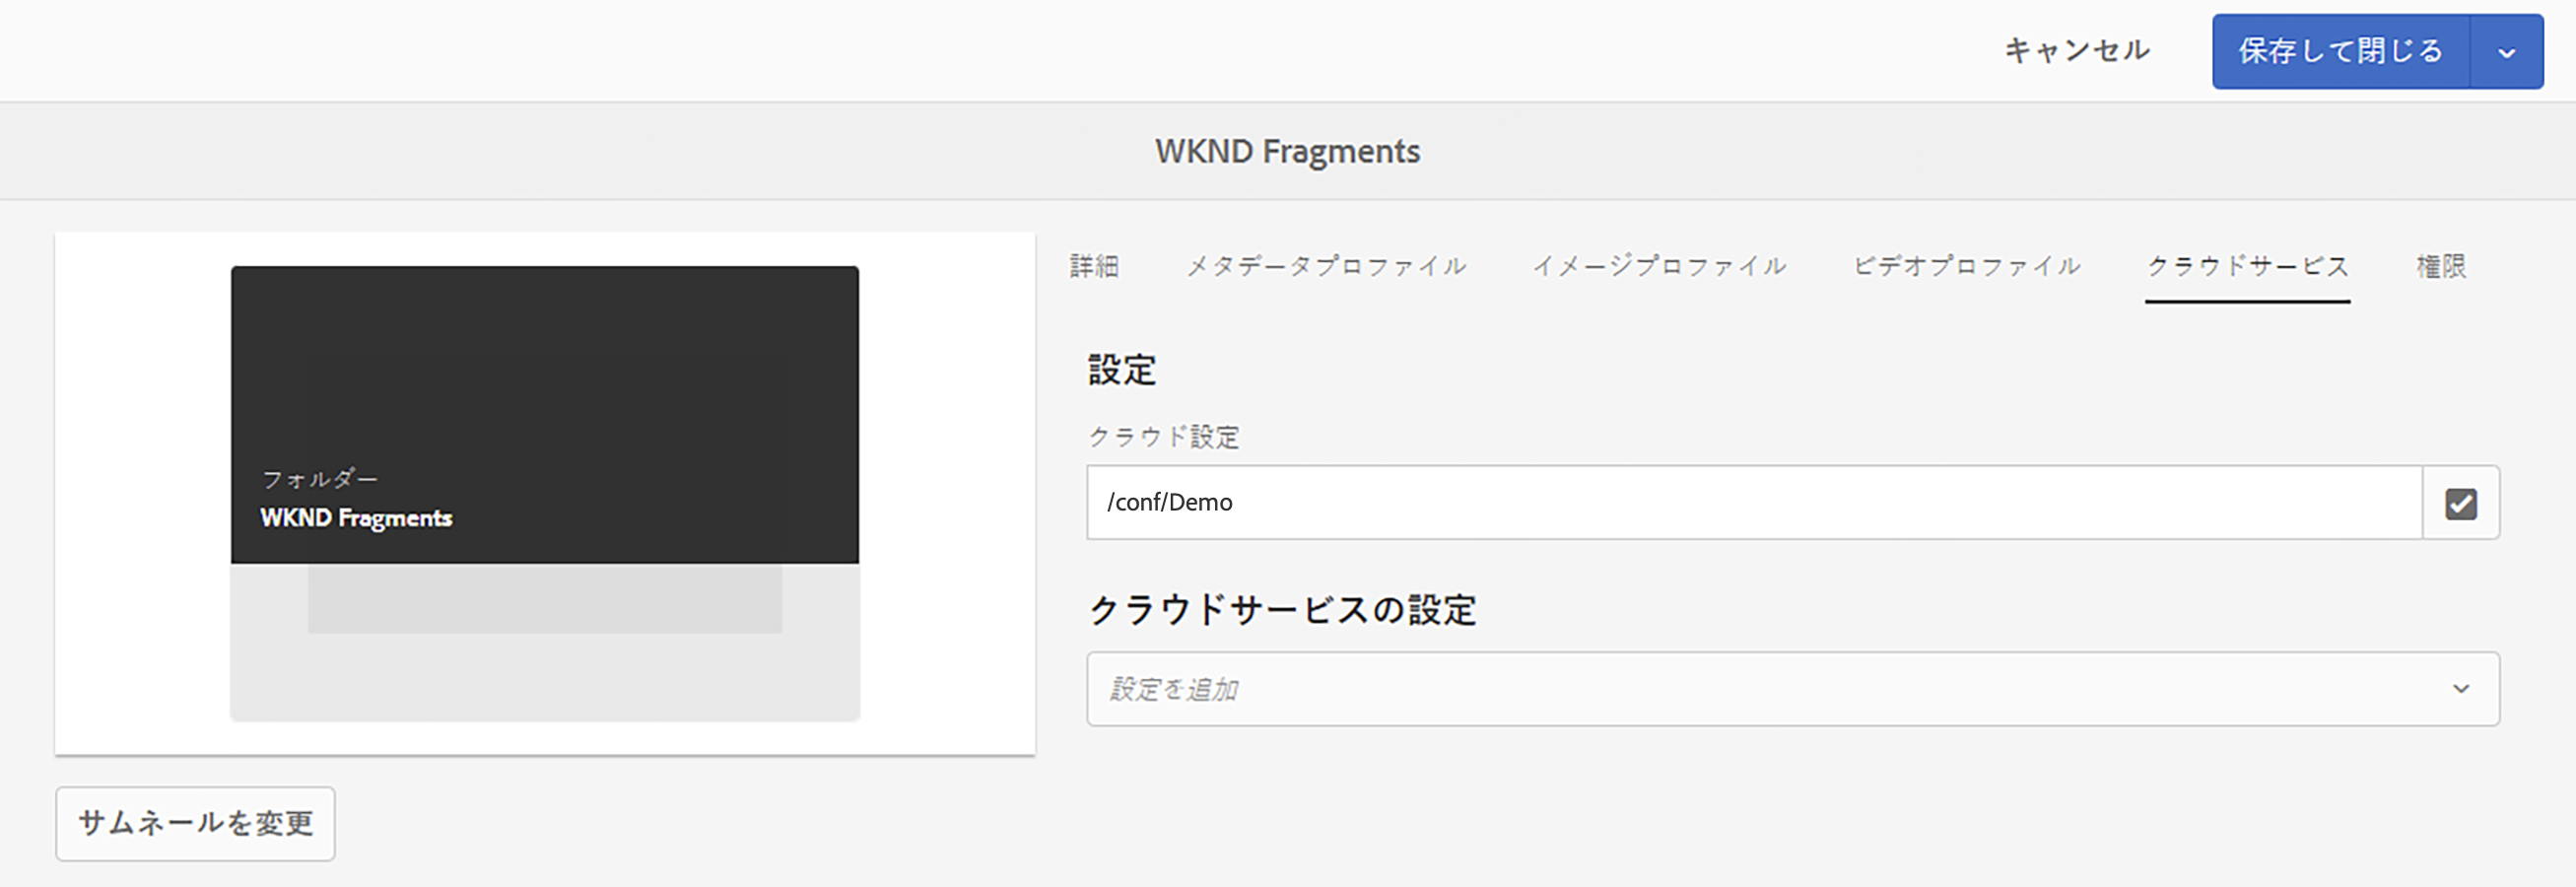 キャンセル 保存して閉じる
WKND Fragments
詳細 メタデータプロファイル イメージプロファイル ビデオプロファイル クラウドサービス 権限
フォルダー
WKND Fragments
サムネールを変更
設定
クラウド設定
/conf/Demo
クラウドサービスの設定
設定を追加